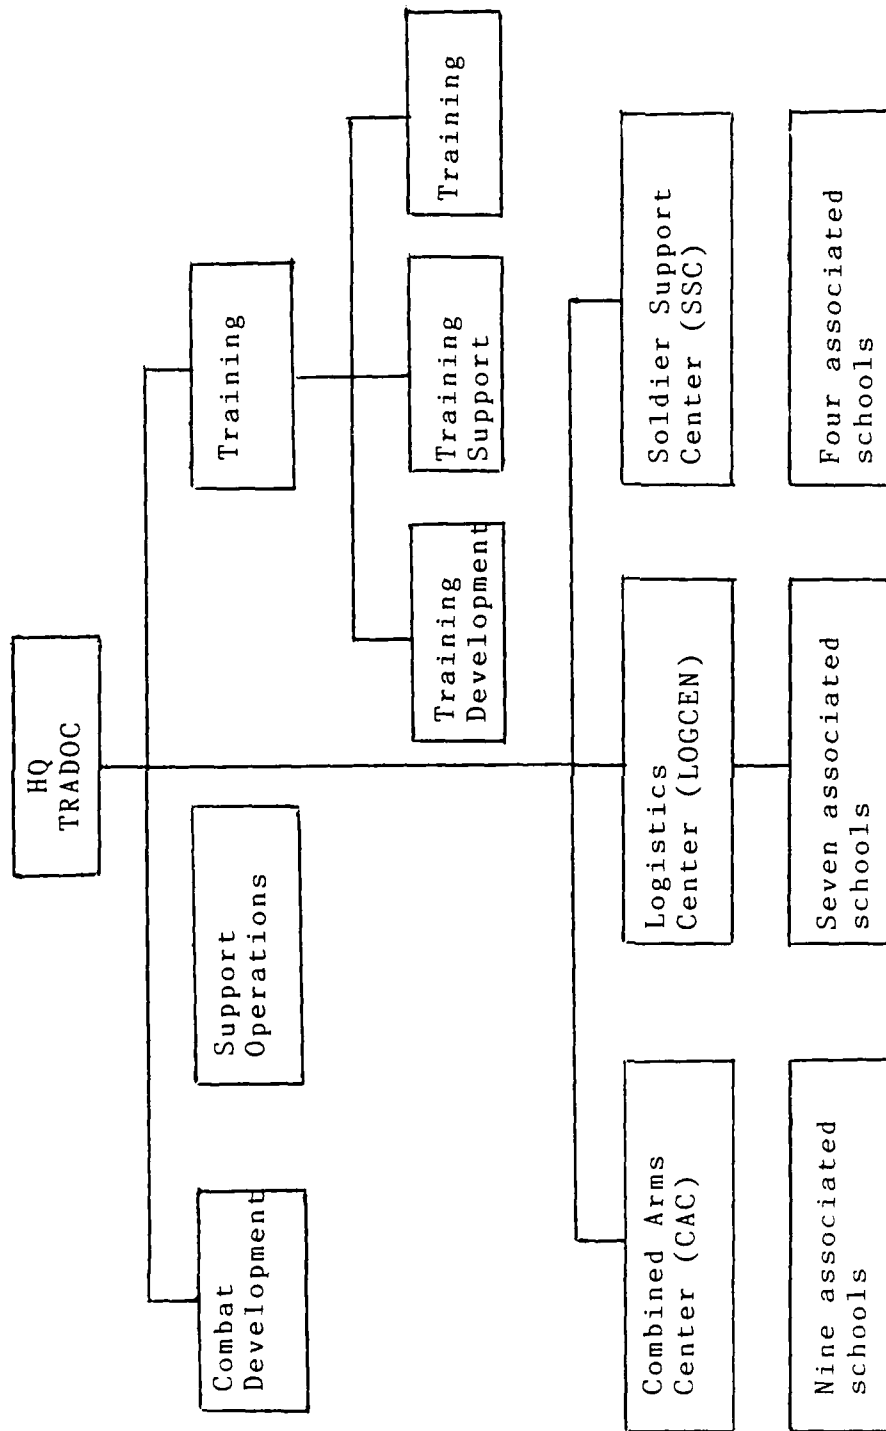 HQ
TRADOC
Combat
Development
Support
Operations
Training
Training
Development
Training
Support
Training
Combined Arms
Center (CAC)
Logistics
Center (LOGCEN)
Soldier Support
Center (SSC)
Nine associated
schools
Seven associated
schools
Four associated
schools